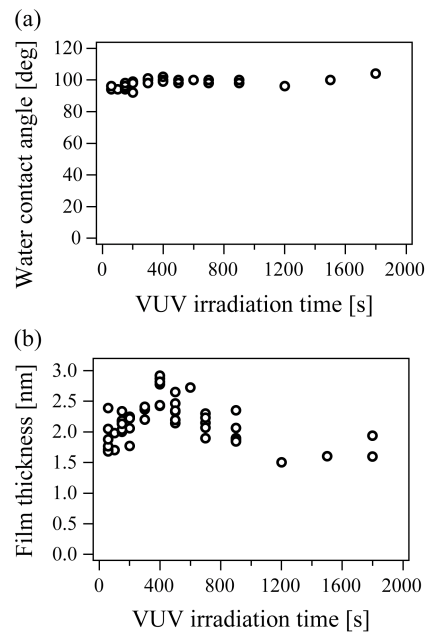 (a)
Water contact angle [deg]
120
100
80
60
40
20
0
0 400 800 1200 1600 2000
VUV irradiation time [s]
(b)
Film thickness [nm]
3.0
2.5
2.0
1.5
1.0
0.5
0.0
0 400 800 1200 1600 2000
VUV irradiation time [s]